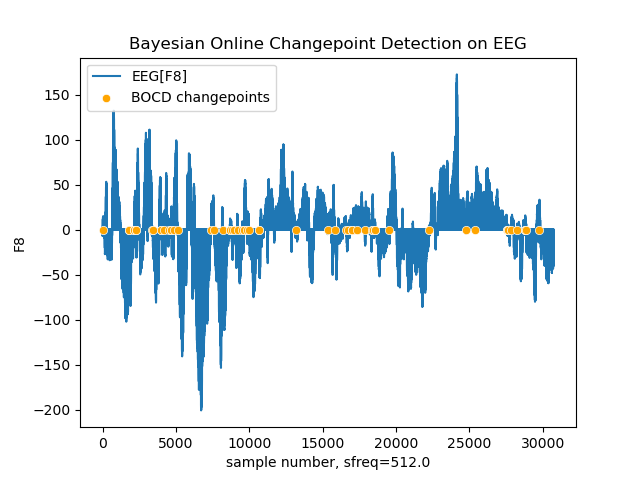 Bayesian Online Changepoint Detection on EEG
EEG[F8]
BOCD changepoints
150
100
50
0
−50
−100
−150
−200
F8
0 5000 10000 15000 20000 25000 30000
sample number, sfreq=512.0